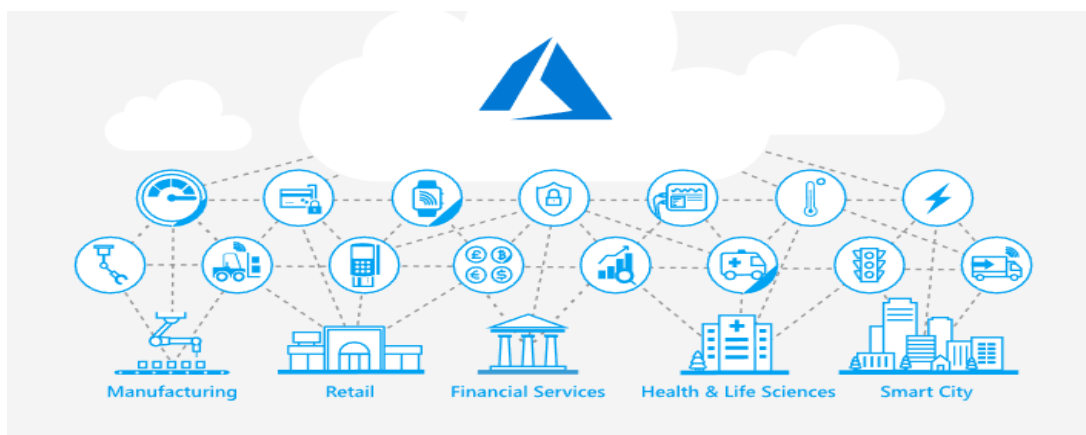 £ ₿
€ $
Manufacturing
Retail
Financial Services
Health & Life Sciences
Smart City